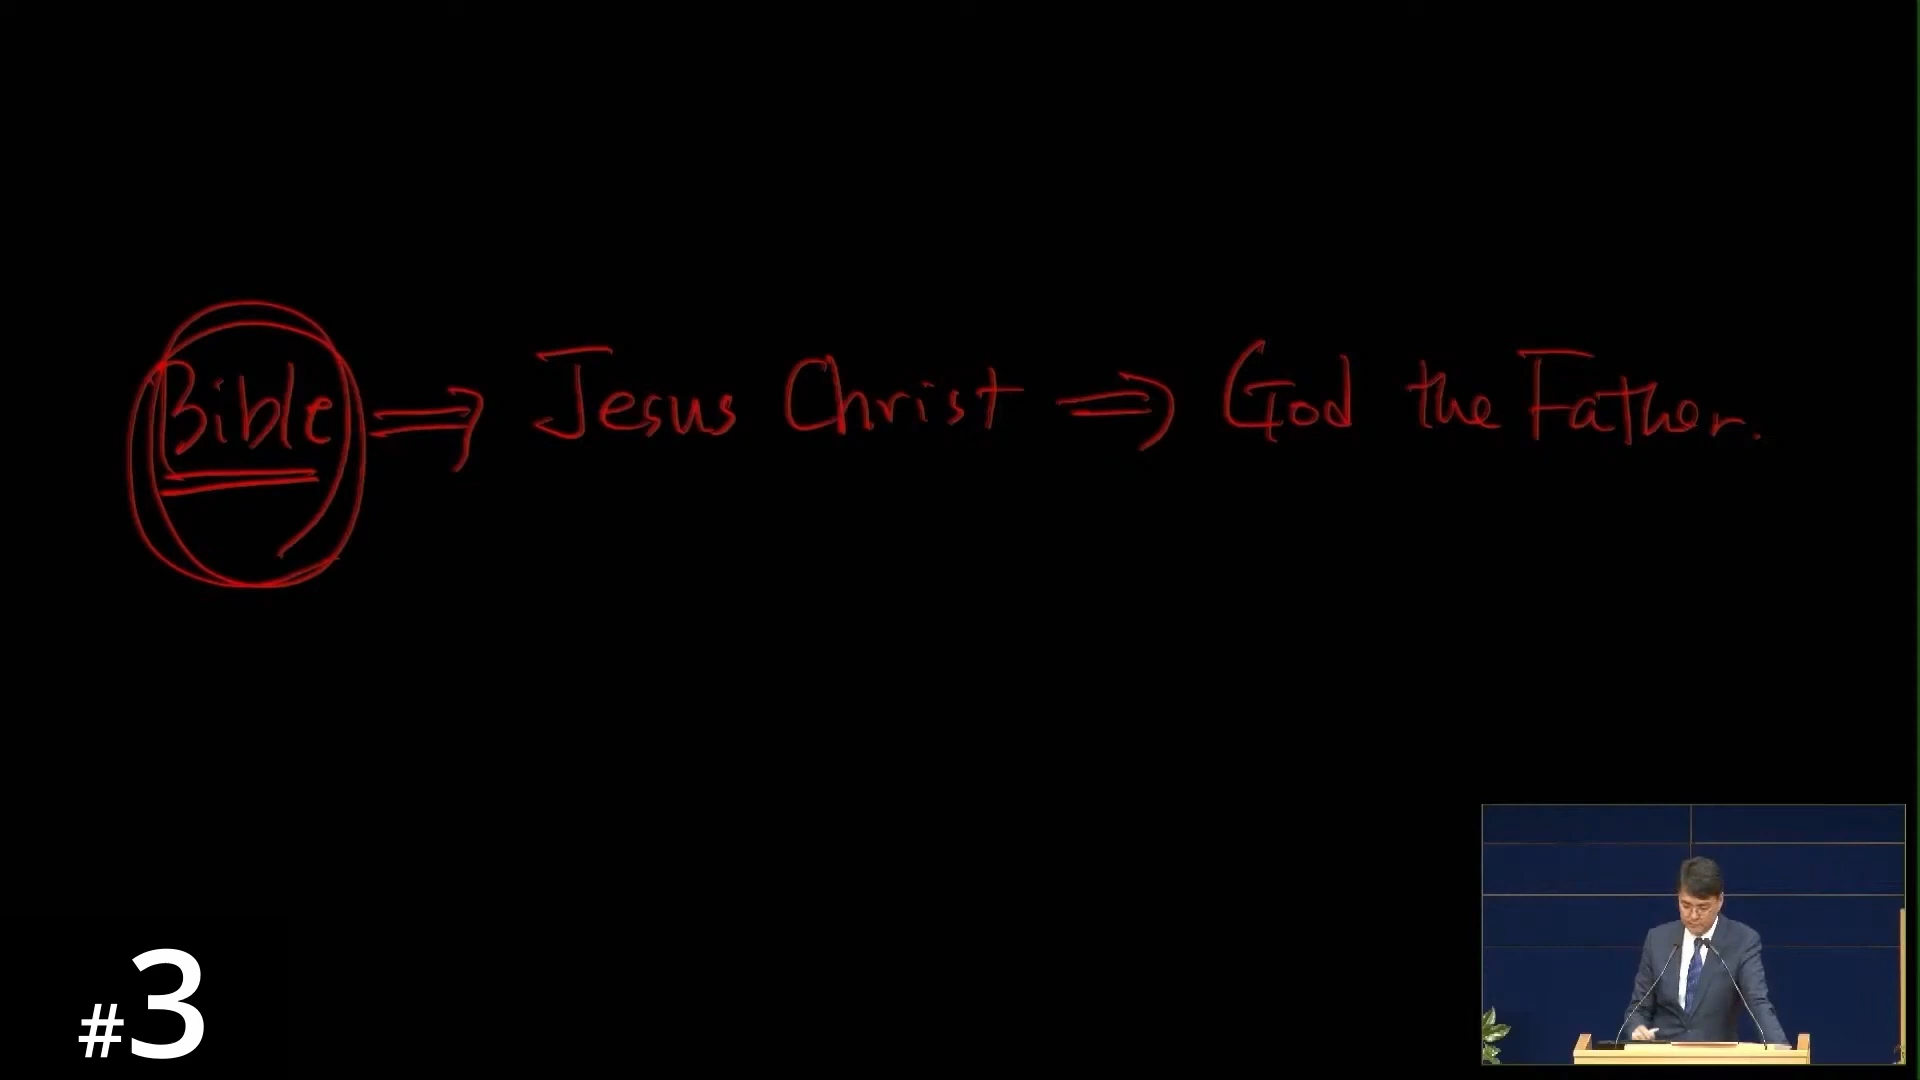 Bible ⇒ Jesus Christ ⇒ God the Father.
#3